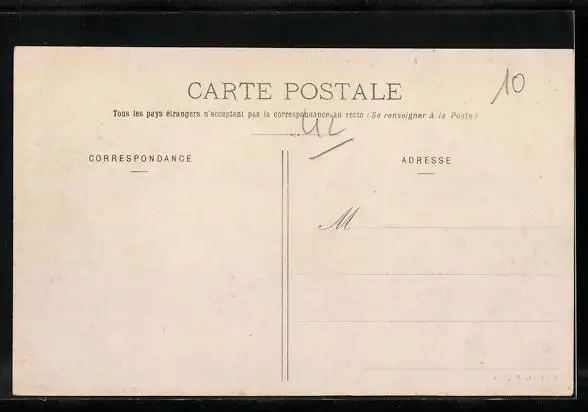 10
CARTE POSTALE
Tous les pays étrangers n'acceptent pas la correspondance au recto (Se renseigner à la Poste)
CORRESPONDANCE
ADRESSE
M